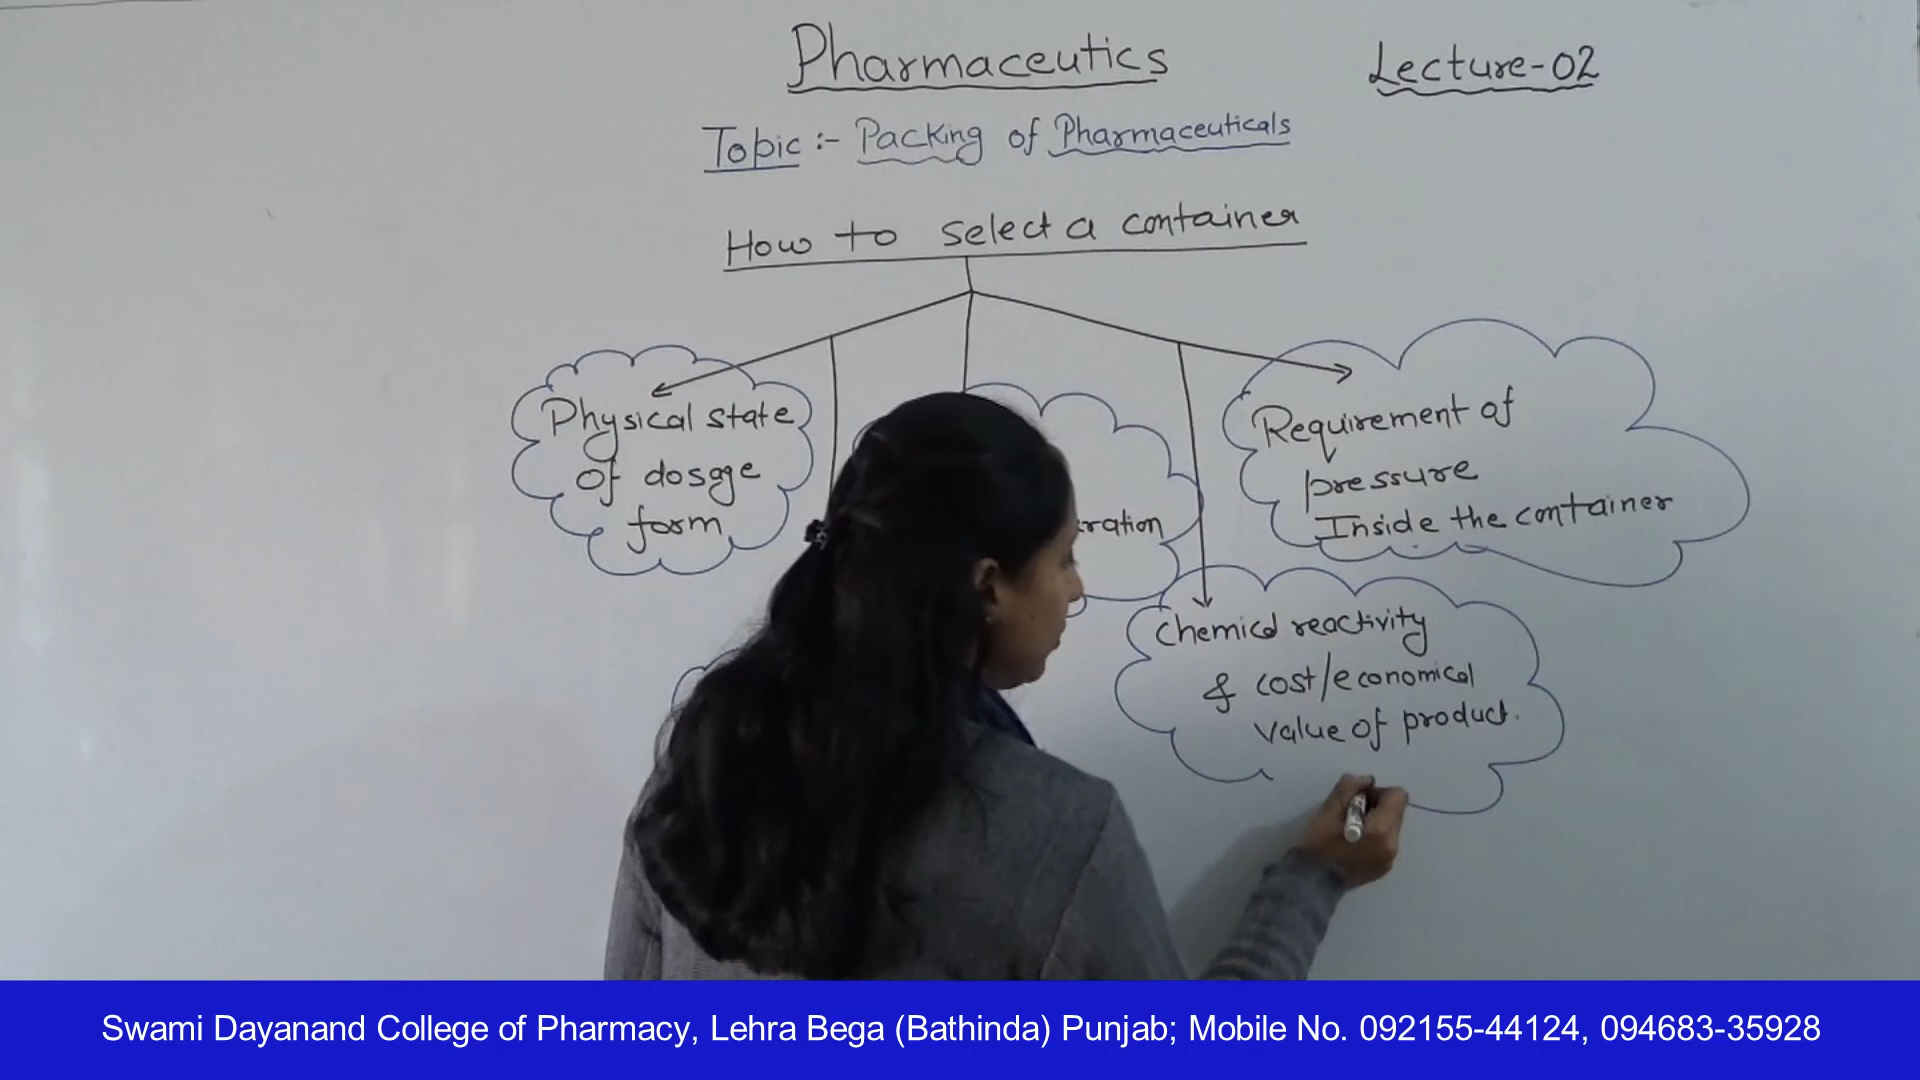 Pharmaceutics
Lecture-02
Topic :- Packing of Pharmaceuticals
How to select a container
Physical state
of dosage
form
Requirement of
pressure
Inside the container
Chemical reactivity
& cost/economical
value of product.
Swami Dayanand College of Pharmacy, Lehra Bega (Bathinda) Punjab; Mobile No. 092155-44124, 094683-35928